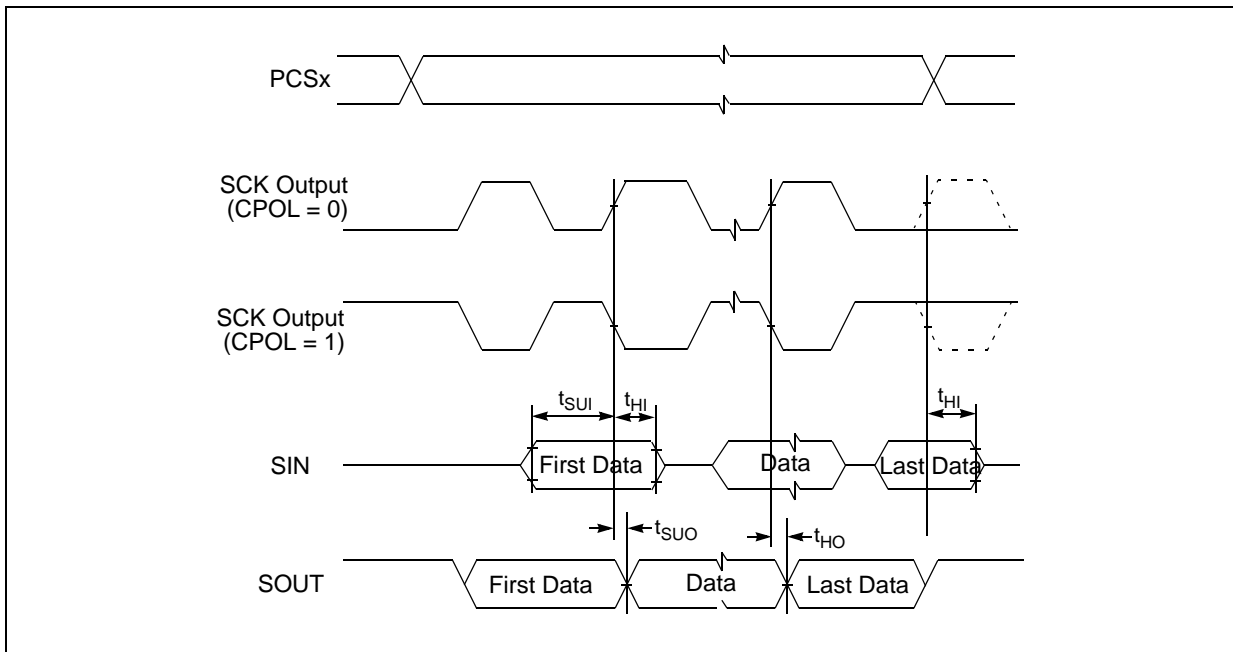 PCSx
SCK Output
(CPOL = 0)
SCK Output
(CPOL = 1)
tSUI
tHI
tHI
SIN
First Data
Data
Last Data
tSUO
tHO
SOUT
First Data
Data
Last Data